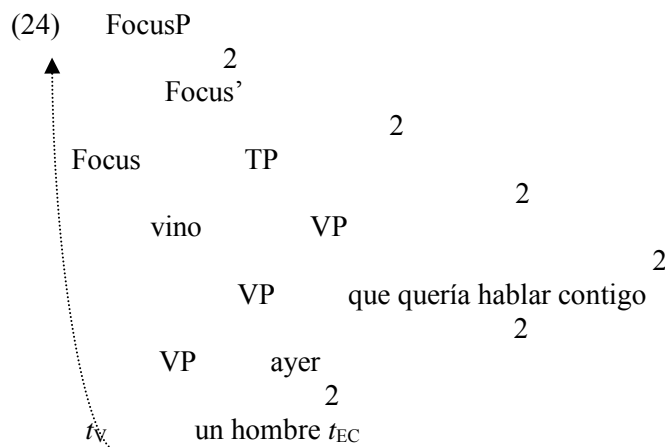 (24) FocusP
2
Focus’
2
Focus TP
2
vino VP
2
VP que quería hablar contigo
2
VP ayer
2
tV un hombre tEC